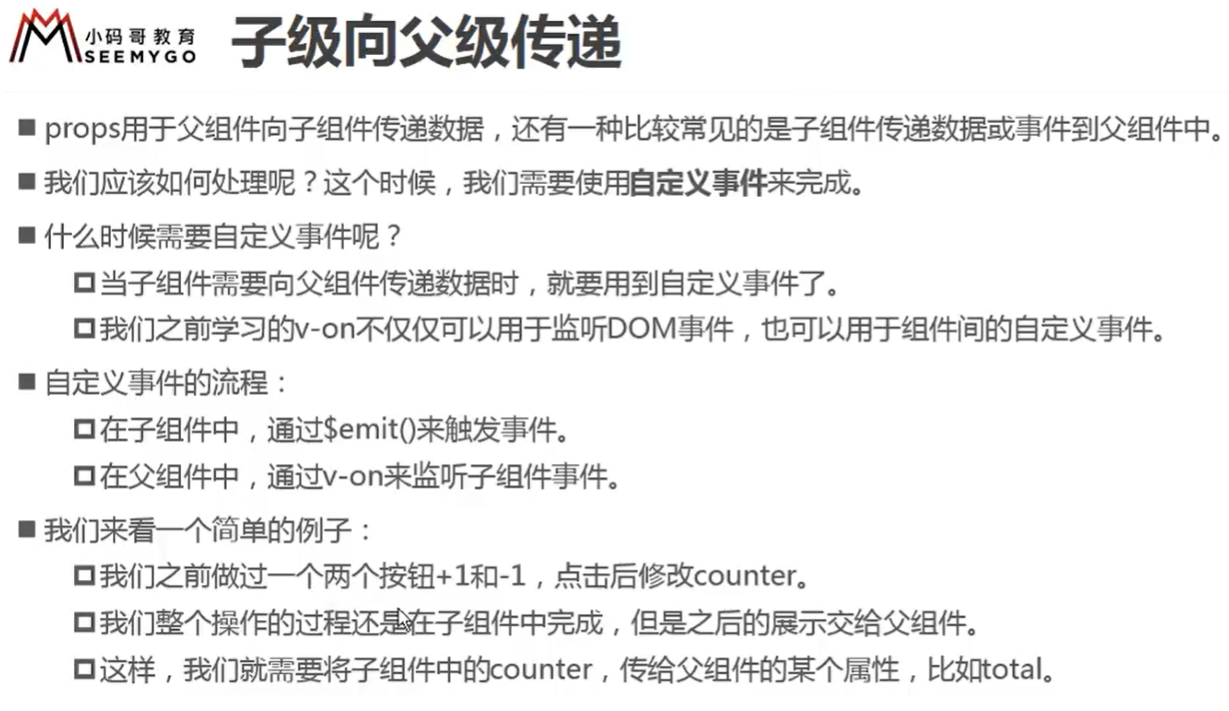 小码哥教育
SEEMYGO
子级向父级传递
props用于父组件向子组件传递数据，还有一种比较常见的是子组件传递数据或事件到父组件中。
我们应该如何处理呢？这个时候，我们需要使用自定义事件来完成。
什么时候需要自定义事件呢？
当子组件需要向父组件传递数据时，就要用到自定义事件了。
我们之前学习的v-on不仅仅可以用于监听DOM事件，也可以用于组件间的自定义事件。
自定义事件的流程：
在子组件中，通过$emit()来触发事件。
在父组件中，通过v-on来监听子组件事件。
我们来看一个简单的例子：
我们之前做过一个两个按钮+1和-1，点击后修改counter。
我们整个操作的过程还是在子组件中完成，但是之后的展示交给父组件。
这样，我们就需要将子组件中的counter，传给父组件的某个属性，比如total。